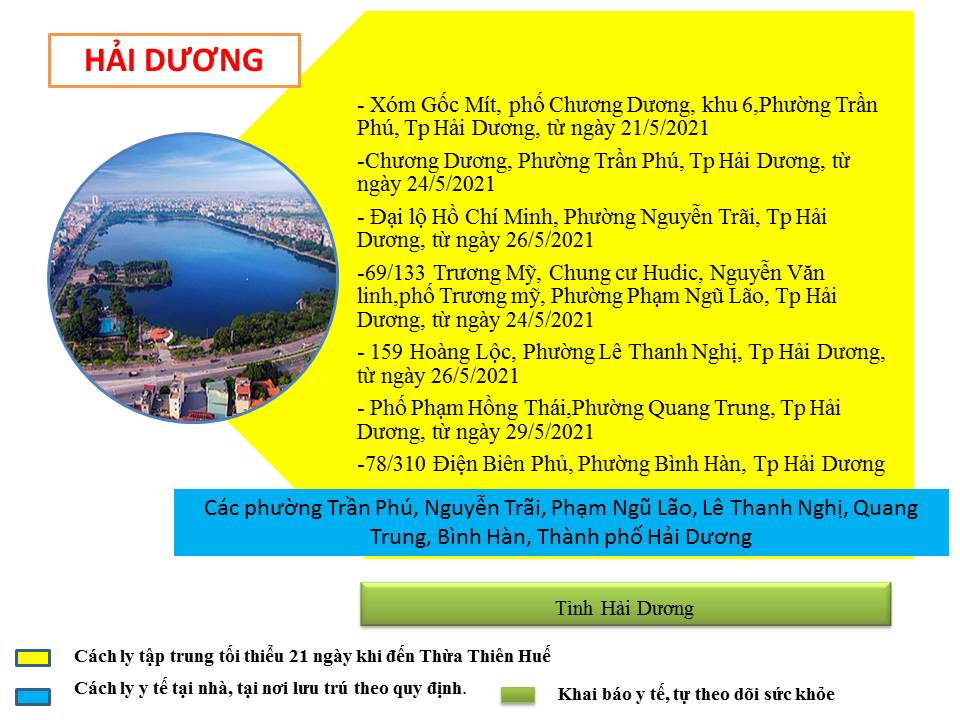 HẢI DƯƠNG
- Xóm Gốc Mít, phố Chương Dương, khu 6,Phường Trần
Phú, Tp Hải Dương, từ ngày 21/5/2021
-Chương Dương, Phường Trần Phú, Tp Hải Dương, từ
ngày 24/5/2021
- Đại lộ Hồ Chí Minh, Phường Nguyễn Trãi, Tp Hải
Dương, từ ngày 26/5/2021
-69/133 Trương Mỹ, Chung cư Hudic, Nguyễn Văn
linh,phố Trương mỹ, Phường Phạm Ngũ Lão, Tp Hải
Dương, từ ngày 24/5/2021
- 159 Hoàng Lộc, Phường Lê Thanh Nghị, Tp Hải Dương,
từ ngày 26/5/2021
- Phố Phạm Hồng Thái,Phường Quang Trung, Tp Hải
Dương, từ ngày 29/5/2021
-78/310 Điện Biên Phủ, Phường Bình Hàn, Tp Hải Dương
Các phường Trần Phú, Nguyễn Trãi, Phạm Ngũ Lão, Lê Thanh Nghị, Quang
Trung, Bình Hàn, Thành phố Hải Dương
Tỉnh Hải Dương
Cách ly tập trung tối thiểu 21 ngày khi đến Thừa Thiên Huế
Cách ly y tế tại nhà, tại nơi lưu trú theo quy định.
Khai báo y tế, tự theo dõi sức khỏe